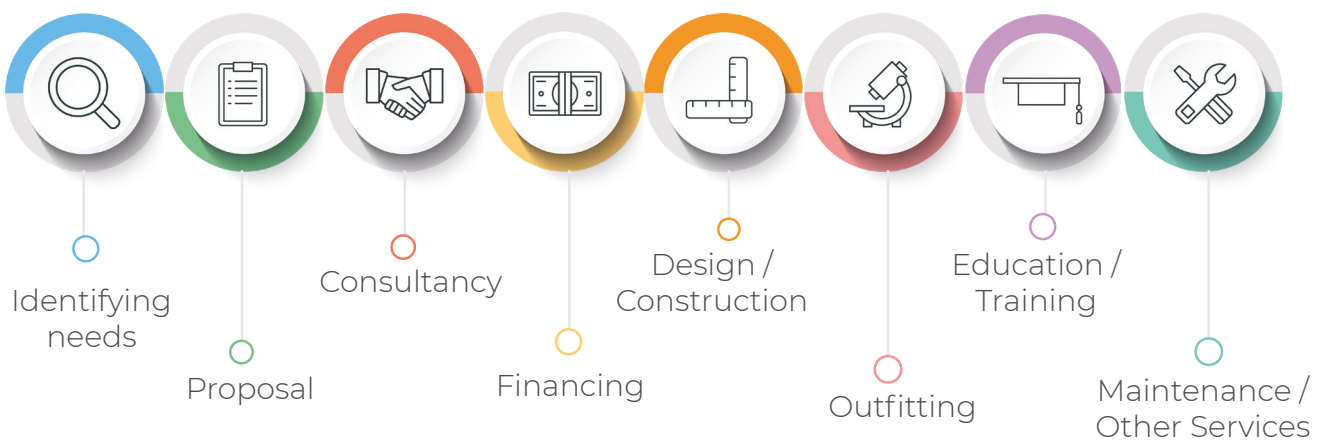 Identifying
needs
Proposal
Consultancy
Financing
Design /
Construction
Outfitting
Education /
Training
Maintenance /
Other Services